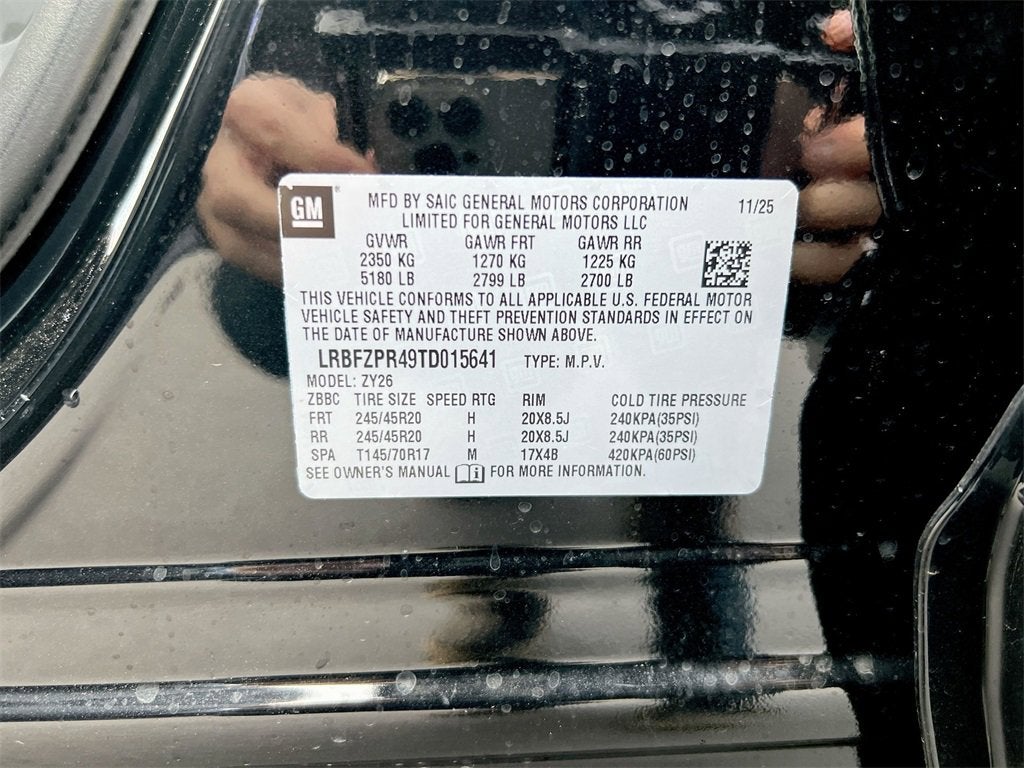 GM
MFD BY SAIC GENERAL MOTORS CORPORATION 11/25
LIMITED FOR GENERAL MOTORS LLC
GVWR GAWR FRT GAWR RR
2350 KG 1270 KG 1225 KG
5180 LB 2799 LB 2700 LB
THIS VEHICLE CONFORMS TO ALL APPLICABLE U.S. FEDERAL MOTOR
VEHICLE SAFETY AND THEFT PREVENTION STANDARDS IN EFFECT ON
THE DATE OF MANUFACTURE SHOWN ABOVE.
LRBFZPR49TD015641 TYPE: M.P.V.
MODEL: ZY26
ZBBC TIRE SIZE SPEED RTG RIM COLD TIRE PRESSURE
FRT 245/45R20 H 20X8.5J 240KPA(35PSI)
RR 245/45R20 H 20X8.5J 240KPA(35PSI)
SPA T145/70R17 M 17X4B 420KPA(60PSI)
SEE OWNER'S MANUAL i FOR MORE INFORMATION.